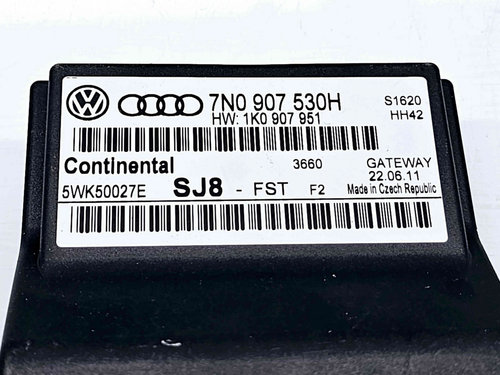 7N0 907 530H S1620
HW: 1K0 907 951 HH42
Continental 3660 GATEWAY
5WK50027E SJ8 - FST F2 22.06.11
Made in Czech Republic